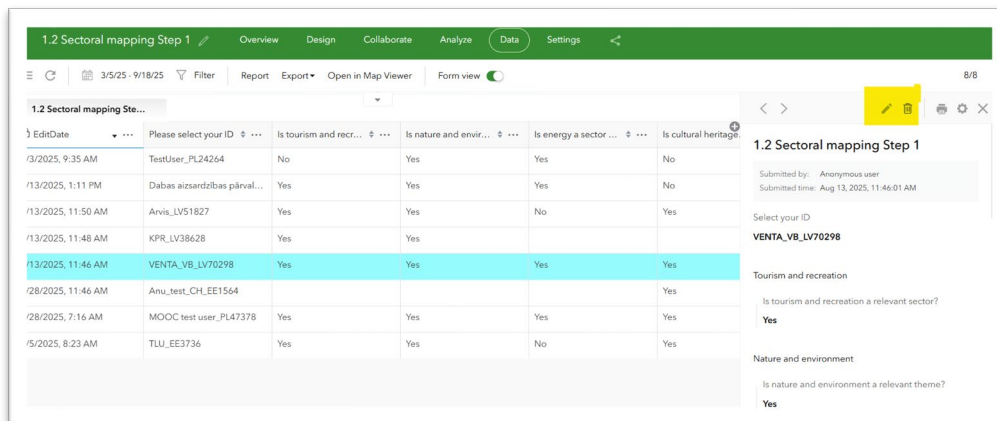 1.2 Sectoral mapping Step 1 Overview Design Collaborate Analyze Data Settings
3/5/25 - 9/18/25 Filter Report Export Open in Map Viewer Form view 8/8
1.2 Sectoral mapping Ste...
EditDate Please select your ID Is tourism and recr... Is nature and envir... Is energy a sector ... Is cultural heritage
/3/2025, 9:35 AM TestUser_PL24264 No Yes Yes No
/13/2025, 1:11 PM Dabas aizsardzības pārval... Yes Yes Yes No
/13/2025, 11:50 AM Arvis_LV51827 Yes Yes No Yes
/13/2025, 11:48 AM KPR_LV38628 Yes Yes
/13/2025, 11:46 AM VENTA_VB_LV70298 Yes Yes Yes Yes
/28/2025, 11:46 AM Anu_test_CH_EE1564 Yes
/28/2025, 7:16 AM MOOC test user_PL47378 Yes Yes Yes Yes
/5/2025, 8:23 AM TLU_EE3736 Yes Yes No Yes
1.2 Sectoral mapping Step 1
Submitted by: Anonymous user
Submitted time: Aug 13, 2025, 11:46:01 AM
Select your ID
VENTA_VB_LV70298
Tourism and recreation
Is tourism and recreation a relevant sector?
Yes
Nature and environment
Is nature and environment a relevant theme?
Yes